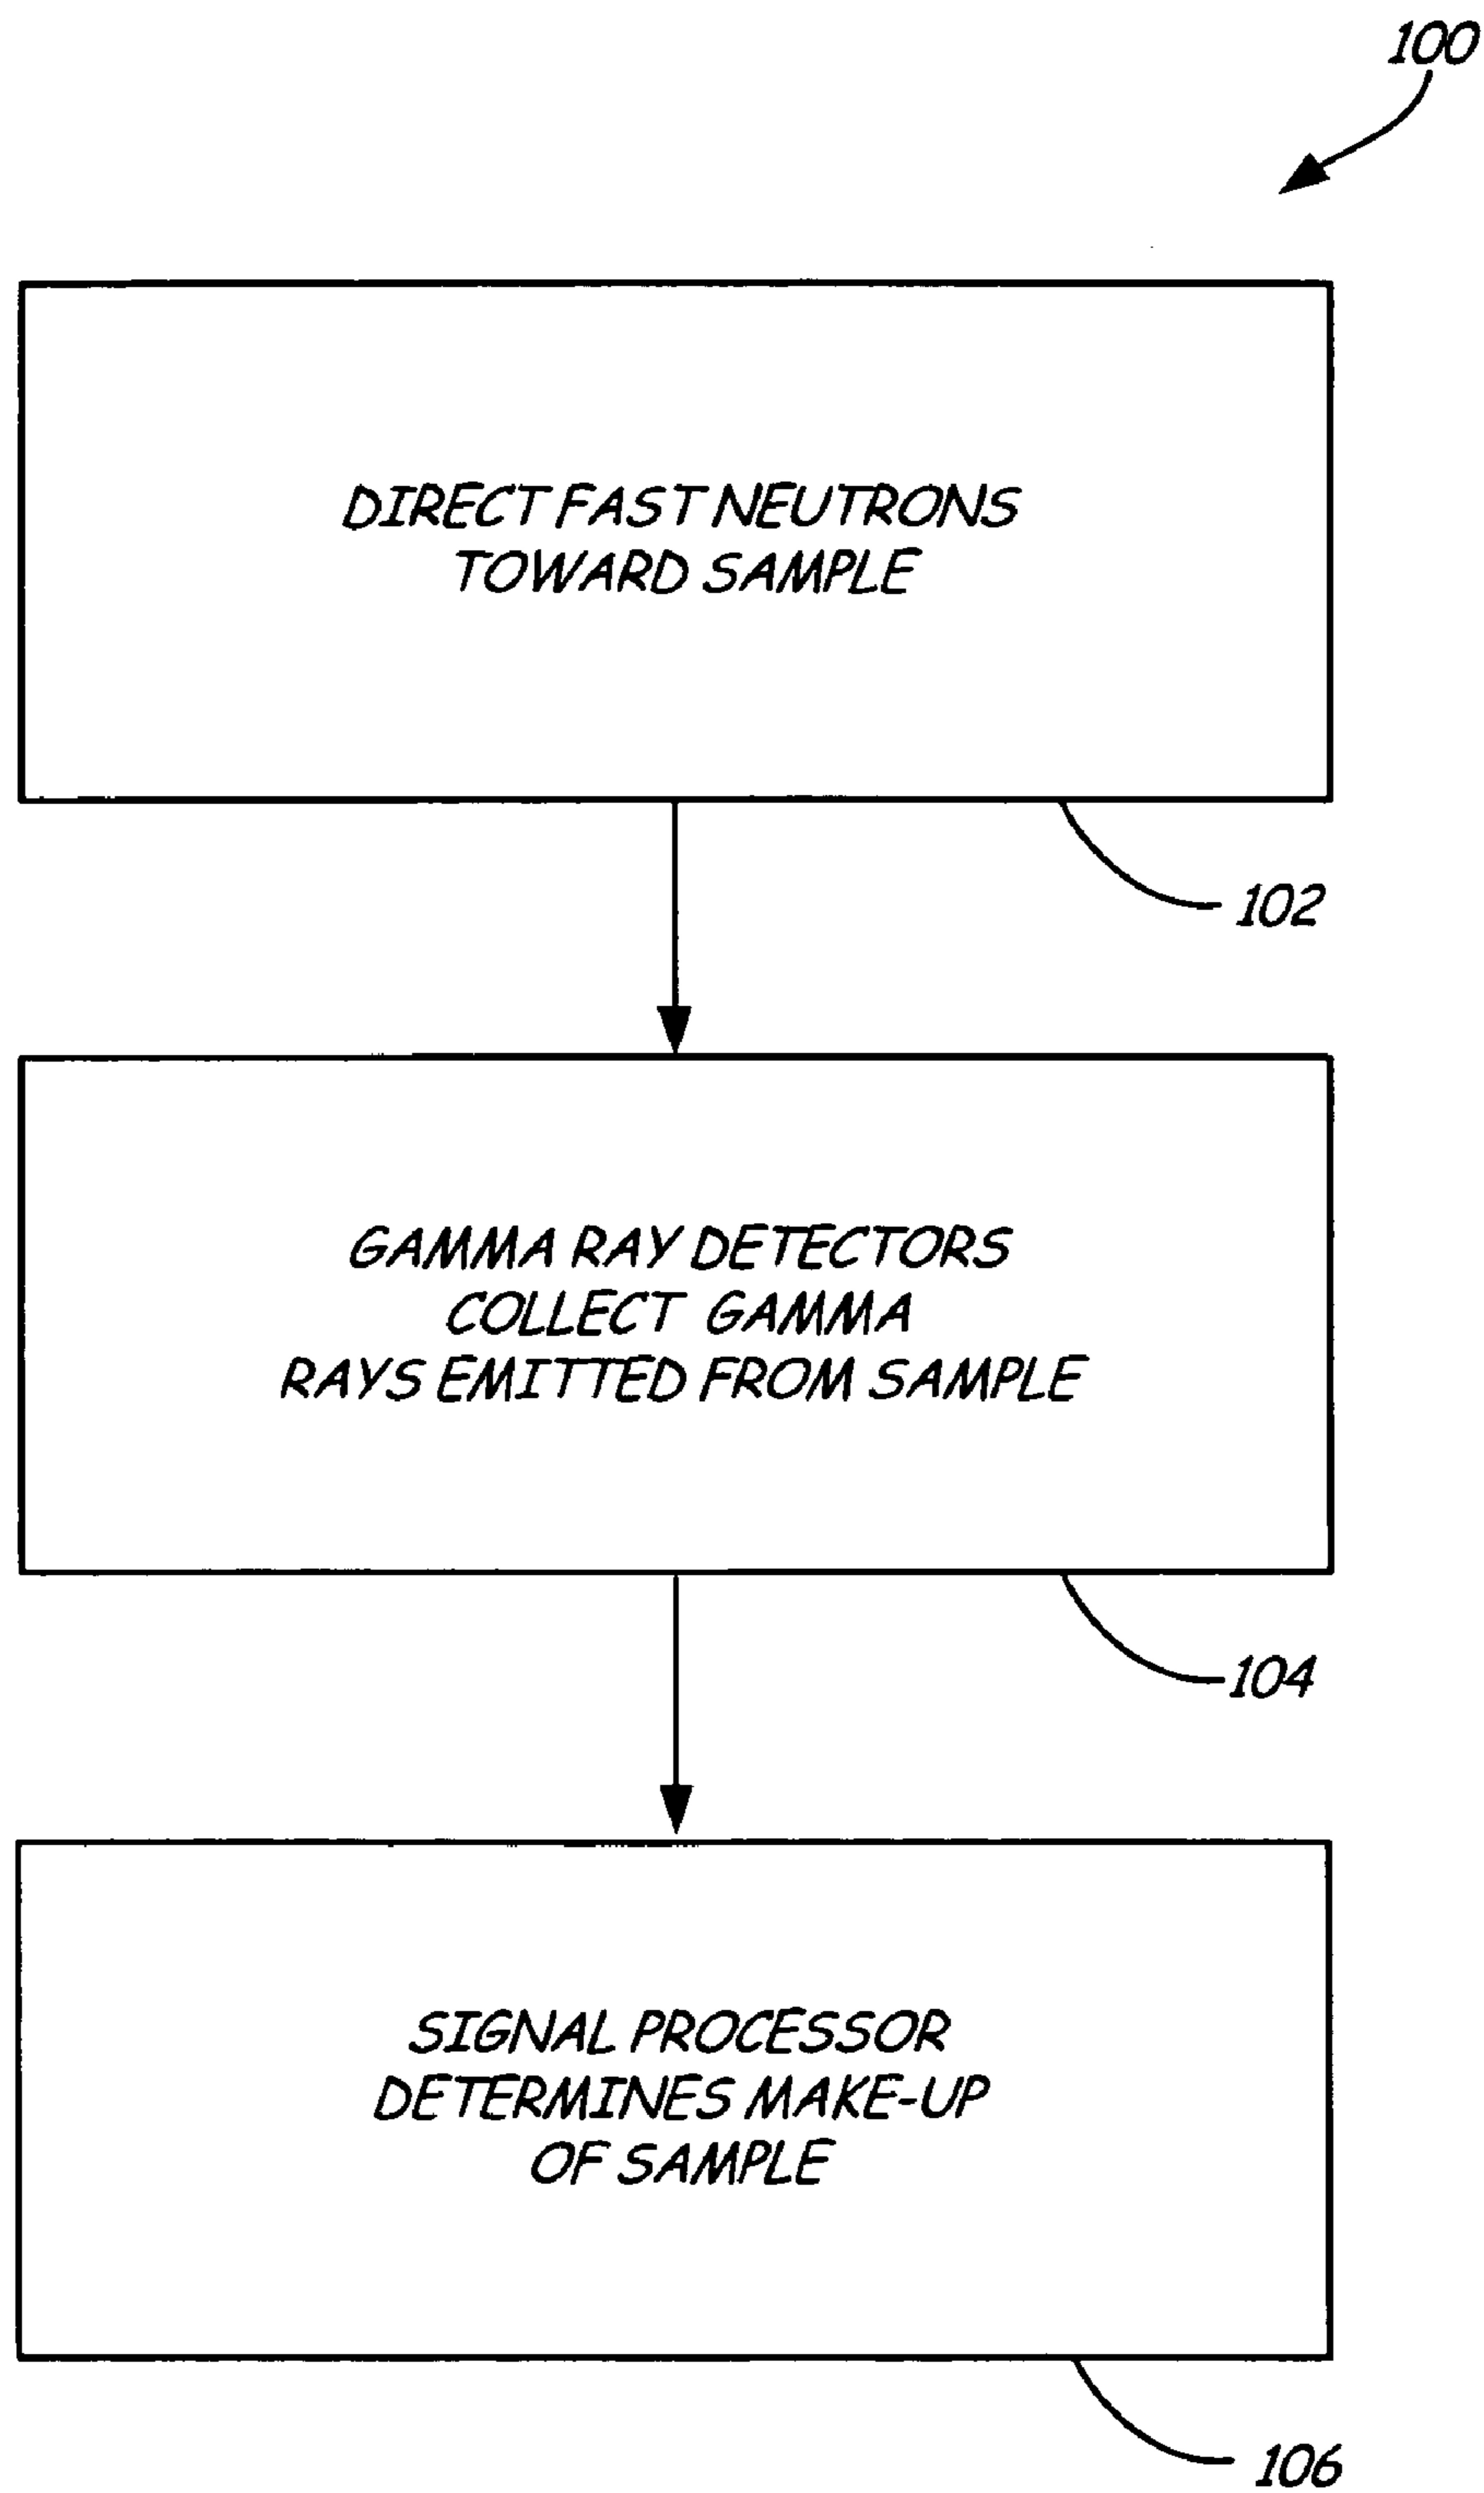 100
DIRECT FAST NEUTRONS
TOWARD SAMPLE
102
GAMMA RAY DETECTORS
COLLECT GAMMA
RAYS EMITTED FROM SAMPLE
104
SIGNAL PROCESSOR
DETERMINES MAKE-UP
OF SAMPLE
106